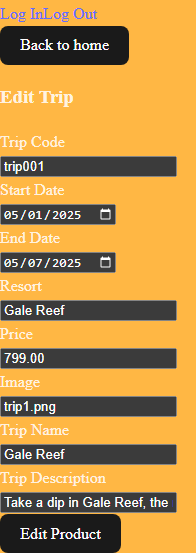 Log InLog Out
Back to home
Edit Trip
Trip Code
trip001
Start Date
05/01/2025
End Date
05/07/2025
Resort
Gale Reef
Price
799.00
Image
trip1.png
Trip Name
Gale Reef
Trip Description
Take a dip in Gale Reef, the
Edit Product